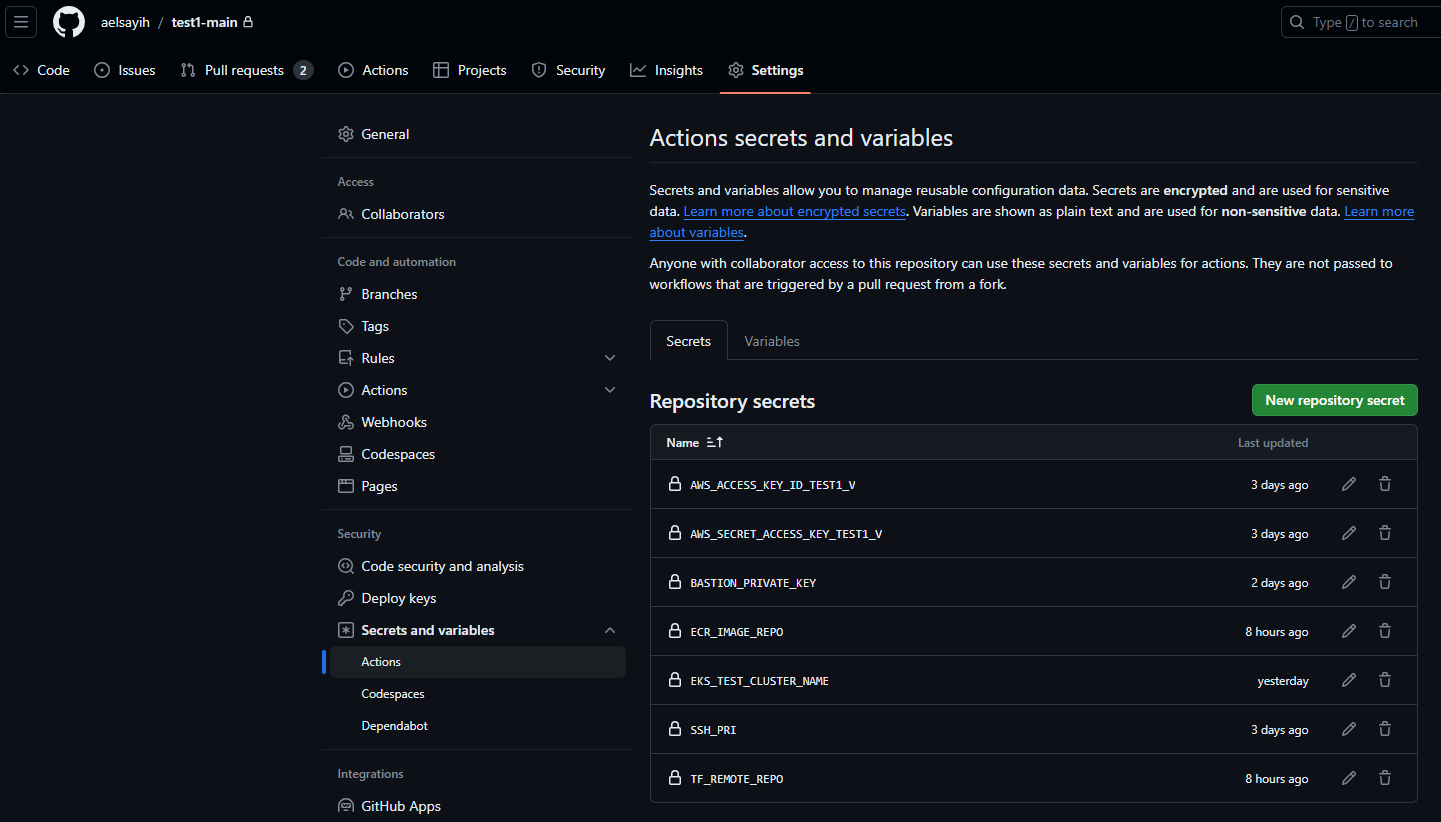 aelsayih / test1-main
Type / to search
Code Issues Pull requests 2 Actions Projects Security Insights Settings
General
Access
Collaborators
Code and automation
Branches
Tags
Rules
Actions
Webhooks
Codespaces
Pages
Security
Code security and analysis
Deploy keys
Secrets and variables
Actions
Codespaces
Dependabot
Integrations
GitHub Apps
Actions secrets and variables
Secrets and variables allow you to manage reusable configuration data. Secrets are encrypted and are used for sensitive
data. Learn more about encrypted secrets. Variables are shown as plain text and are used for non-sensitive data. Learn more
about variables.
Anyone with collaborator access to this repository can use these secrets and variables for actions. They are not passed to
workflows that are triggered by a pull request from a fork.
Secrets Variables
Repository secrets
New repository secret
Name Last updated
AWS_ACCESS_KEY_ID_TEST1_V 3 days ago
AWS_SECRET_ACCESS_KEY_TEST1_V 3 days ago
BASTION_PRIVATE_KEY 2 days ago
ECR_IMAGE_REPO 8 hours ago
EKS_TEST_CLUSTER_NAME yesterday
SSH_PRI 3 days ago
TF_REMOTE_REPO 8 hours ago